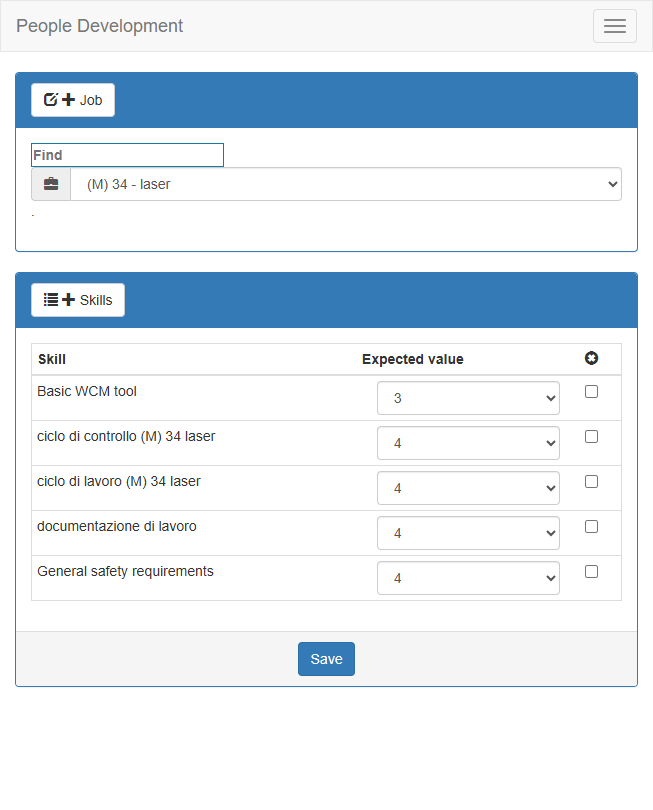 People Development
Job
Find
(M) 34 - laser
.
Skills
Skill Expected value
Basic WCM tool 3
ciclo di controllo (M) 34 laser 4
ciclo di lavoro (M) 34 laser 4
documentazione di lavoro 4
General safety requirements 4
Save